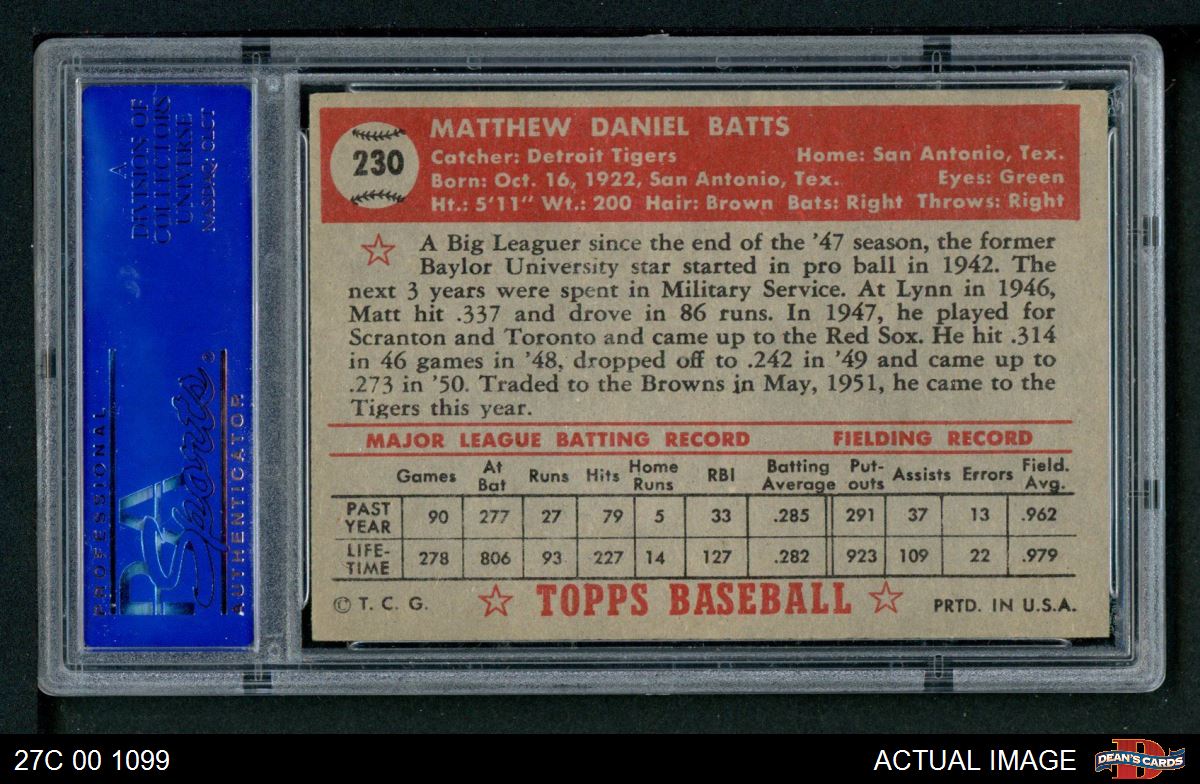 A
DIVISION OF
COLLECTORS
UNIVERSE
NASDAQ: CLCT
PROFESSIONAL
PSA
Sports®
AUTHENTICATOR
230
MATTHEW DANIEL BATTS
Catcher: Detroit Tigers Home: San Antonio, Tex.
Born: Oct. 16, 1922, San Antonio, Tex. Eyes: Green
Ht.: 5'11" Wt.: 200 Hair: Brown Bats: Right Throws: Right
A Big Leaguer since the end of the '47 season, the former
Baylor University star started in pro ball in 1942. The
next 3 years were spent in Military Service. At Lynn in 1946,
Matt hit .337 and drove in 86 runs. In 1947, he played for
Scranton and Toronto and came up to the Red Sox. He hit .314
in 46 games in '48, dropped off to .242 in '49 and came up to
.273 in '50. Traded to the Browns in May, 1951, he came to the
Tigers this year.
MAJOR LEAGUE BATTING RECORD FIELDING RECORD
Games At Bat Runs Hits Home Runs RBI Batting Average Put-outs Assists Errors Field. Avg.
PAST YEAR 90 277 27 79 5 33 .285 291 37 13 .962
LIFE-TIME 278 806 93 227 14 127 .282 923 109 22 .979
© T. C. G. TOPPS BASEBALL PRTD. IN U.S.A.
27C 00 1099 ACTUAL IMAGE D DEAN'S CARDS